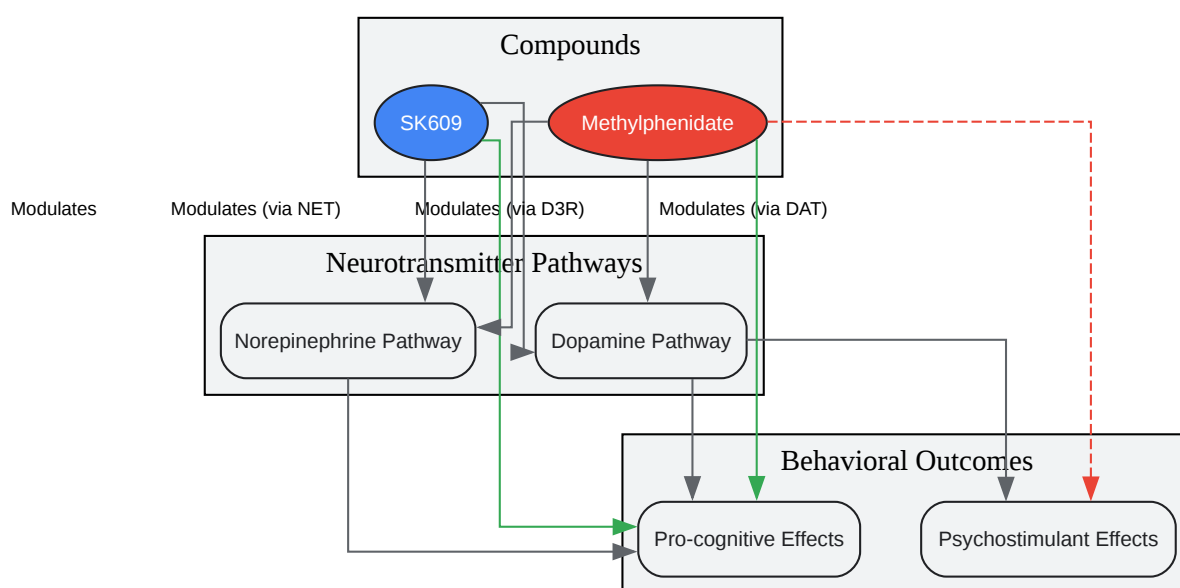 Compounds
SK609
Methylphenidate
Modulates
Modulates (via NET)
Modulates (via D3R)
Modulates (via DAT)
Neurotransmitter Pathways
Norepinephrine Pathway
Dopamine Pathway
Behavioral Outcomes
Pro-cognitive Effects
Psychostimulant Effects